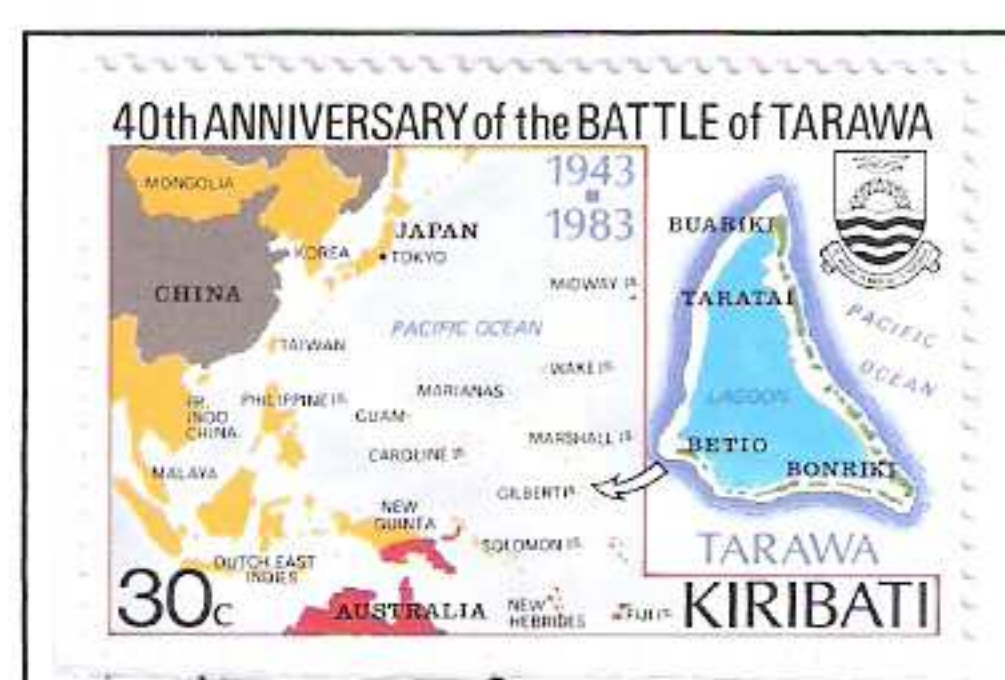 40th ANNIVERSARY of the BATTLE of TARAWA
1943
1983
MONGOLIA
JAPAN
KOREA
TOKYO
CHINA
MIDWAY IS
PACIFIC OCEAN
TAIWAN
WAKE IS
MARIANAS
PHILIPPINE IS
FR.
INDO
CHINA
GUAM
MARSHALL IS
CAROLINE IS
MALAYA
GILBERT IS
NEW
GUINEA
SOLOMON IS
DUTCH EAST
INDIES
AUSTRALIA
NEW
HEBRIDES
FIJI IS
30c
BUARIKI
TARATAI
PACIFIC
OCEAN
LAGOON
BETIO
BONRIKI
TARAWA
KIRIBATI